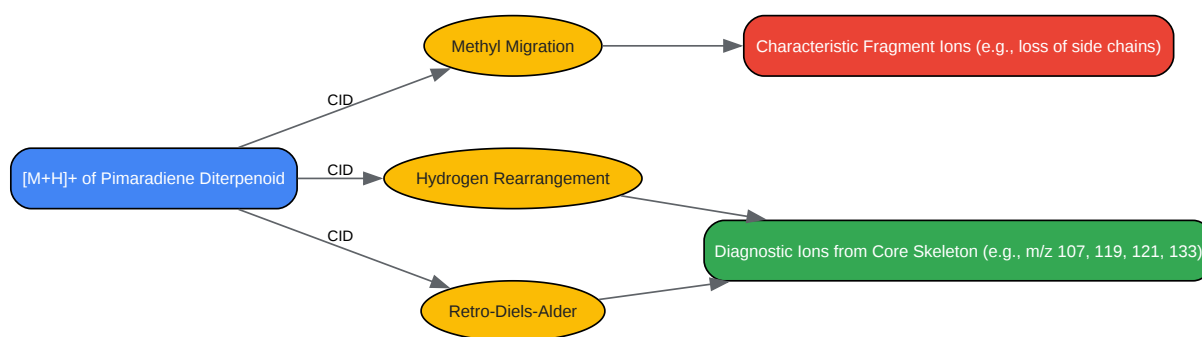 Methyl Migration
Characteristic Fragment Ions (e.g., loss of side chains)
CID
[M+H]+ of Pimaradiene Diterpenoid
CID
Hydrogen Rearrangement
CID
Diagnostic Ions from Core Skeleton (e.g., m/z 107, 119, 121, 133)
Retro-Diels-Alder